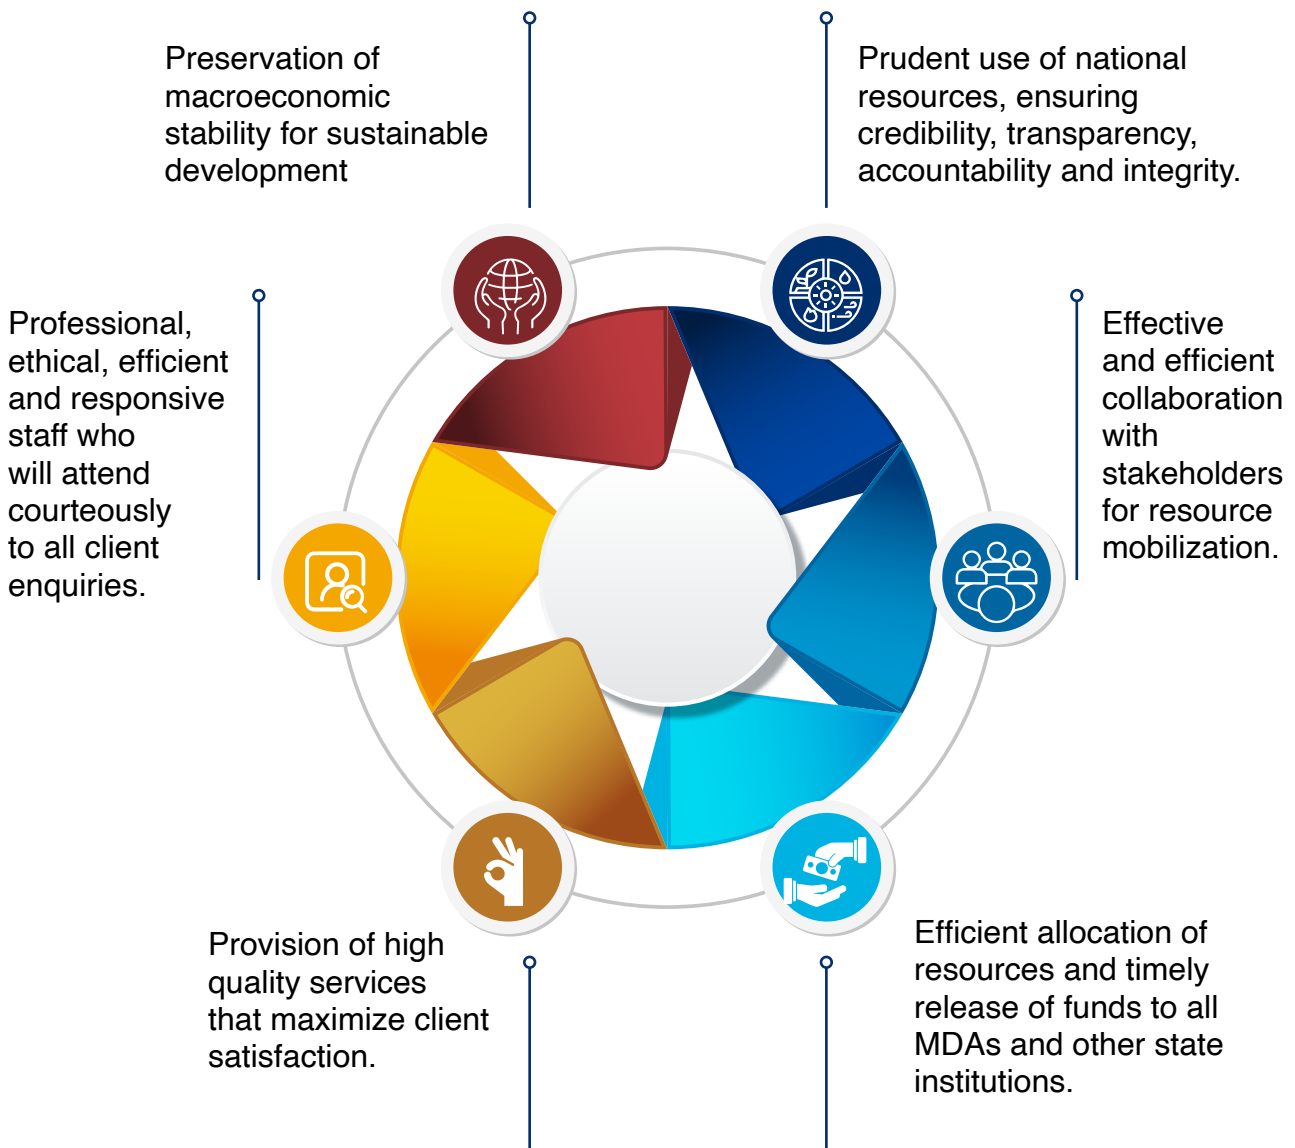 Preservation of
macroeconomic
stability for sustainable
development
Prudent use of national
resources, ensuring
credibility, transparency,
accountability and integrity.
Professional,
ethical, efficient
and responsive
staff who
will attend
courteously
to all client
enquiries.
Effective
and efficient
collaboration
with
stakeholders
for resource
mobilization.
Provision of high
quality services
that maximize client
satisfaction.
Efficient allocation of
resources and timely
release of funds to all
MDAs and other state
institutions.